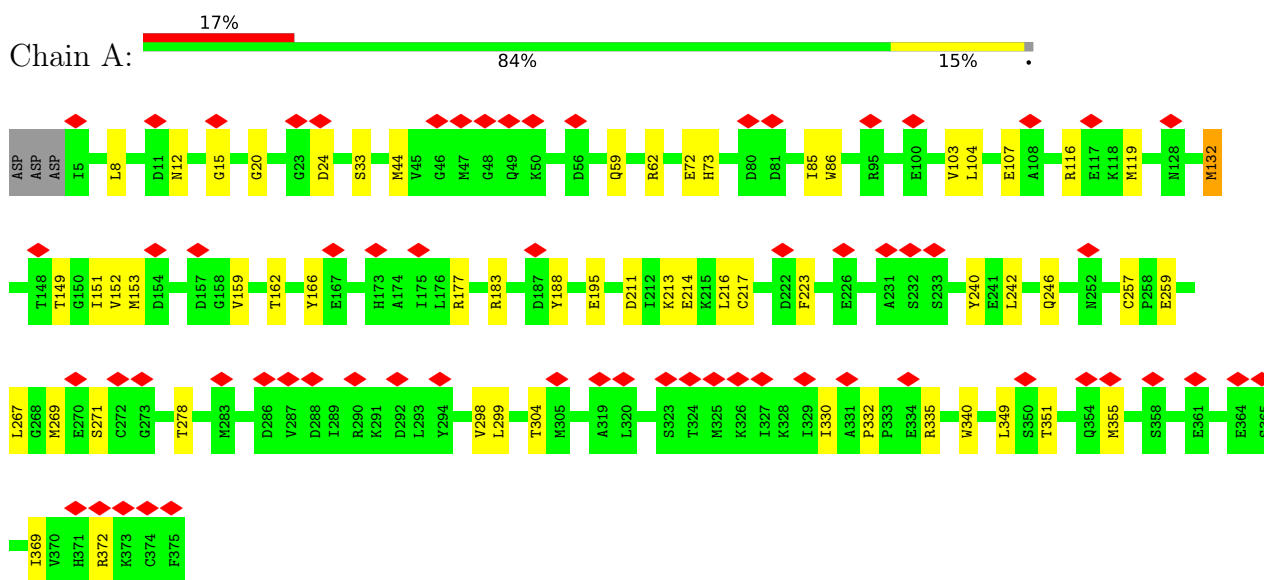 17%
Chain A:
84% 15% •
ASP ASP ASP I5 L8 D11 N12 G15 G20 G23 D24 S33 M44 V45 G46 M47 G48 Q49 K50 D56 Q59 R62 E72 H73 D80 D81 I85 W86 R95 E100 V103 L104 E107 A108 R116 E117 K118 M119 N128 M132
T148 T149 G150 I151 V152 M153 D154 D157 G158 V159 T162 Y166 E167 H173 A174 I175 L176 R177 R183 D187 Y188 E195 D211 I212 K213 E214 K215 L216 C217 D222 F223 E226 A231 S232 S233 Y240 E241 L242 Q246 N252 C257 P258 E259
L267 G268 M269 E270 S271 C272 G273 T278 M283 D286 V287 D288 I289 R290 K291 D292 L293 Y294 V298 L299 T304 M305 A319 L320 S323 T324 M325 K326 I327 K328 I329 I330 A331 P332 P333 E334 R335 W340 L349 S350 T351 Q354 M355 S358 E361 E364 S365
I369 V370 H371 R372 K373 C374 F375